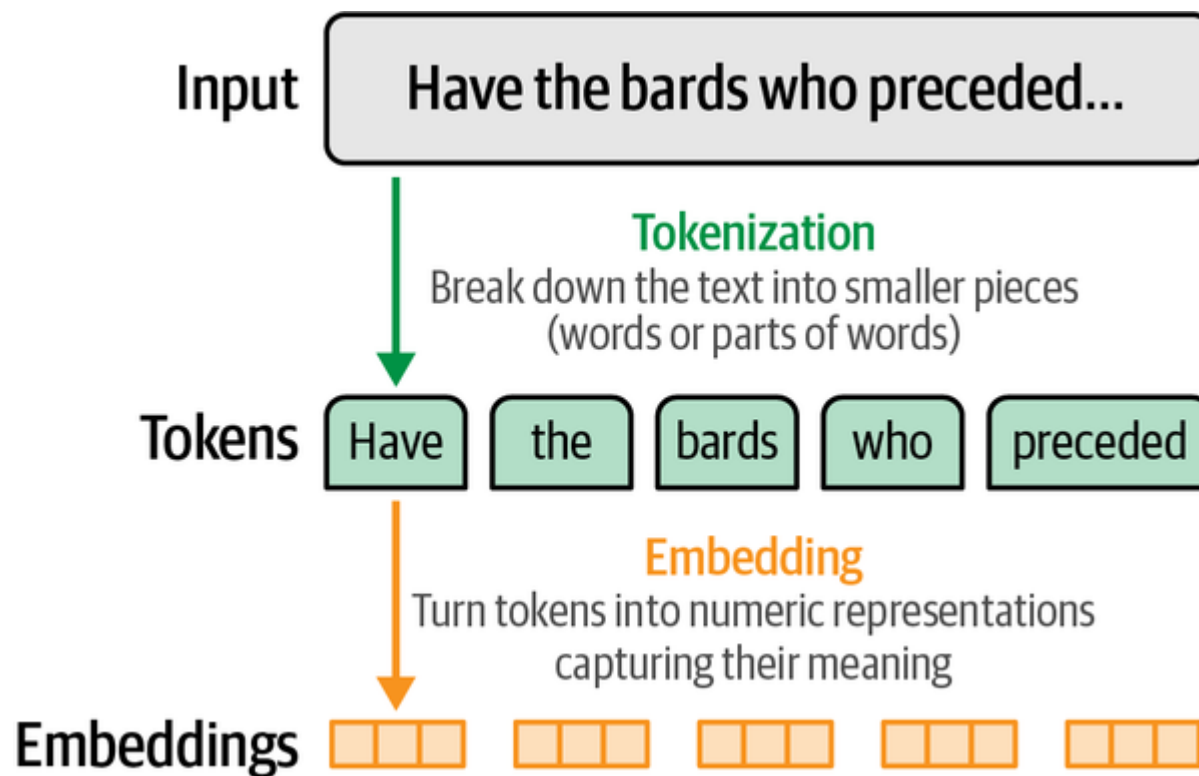 Input
Have the bards who preceded...
Tokenization
Break down the text into smaller pieces
(words or parts of words)
Tokens
Have
the
bards
who
preceded
Embedding
Turn tokens into numeric representations
capturing their meaning
Embeddings